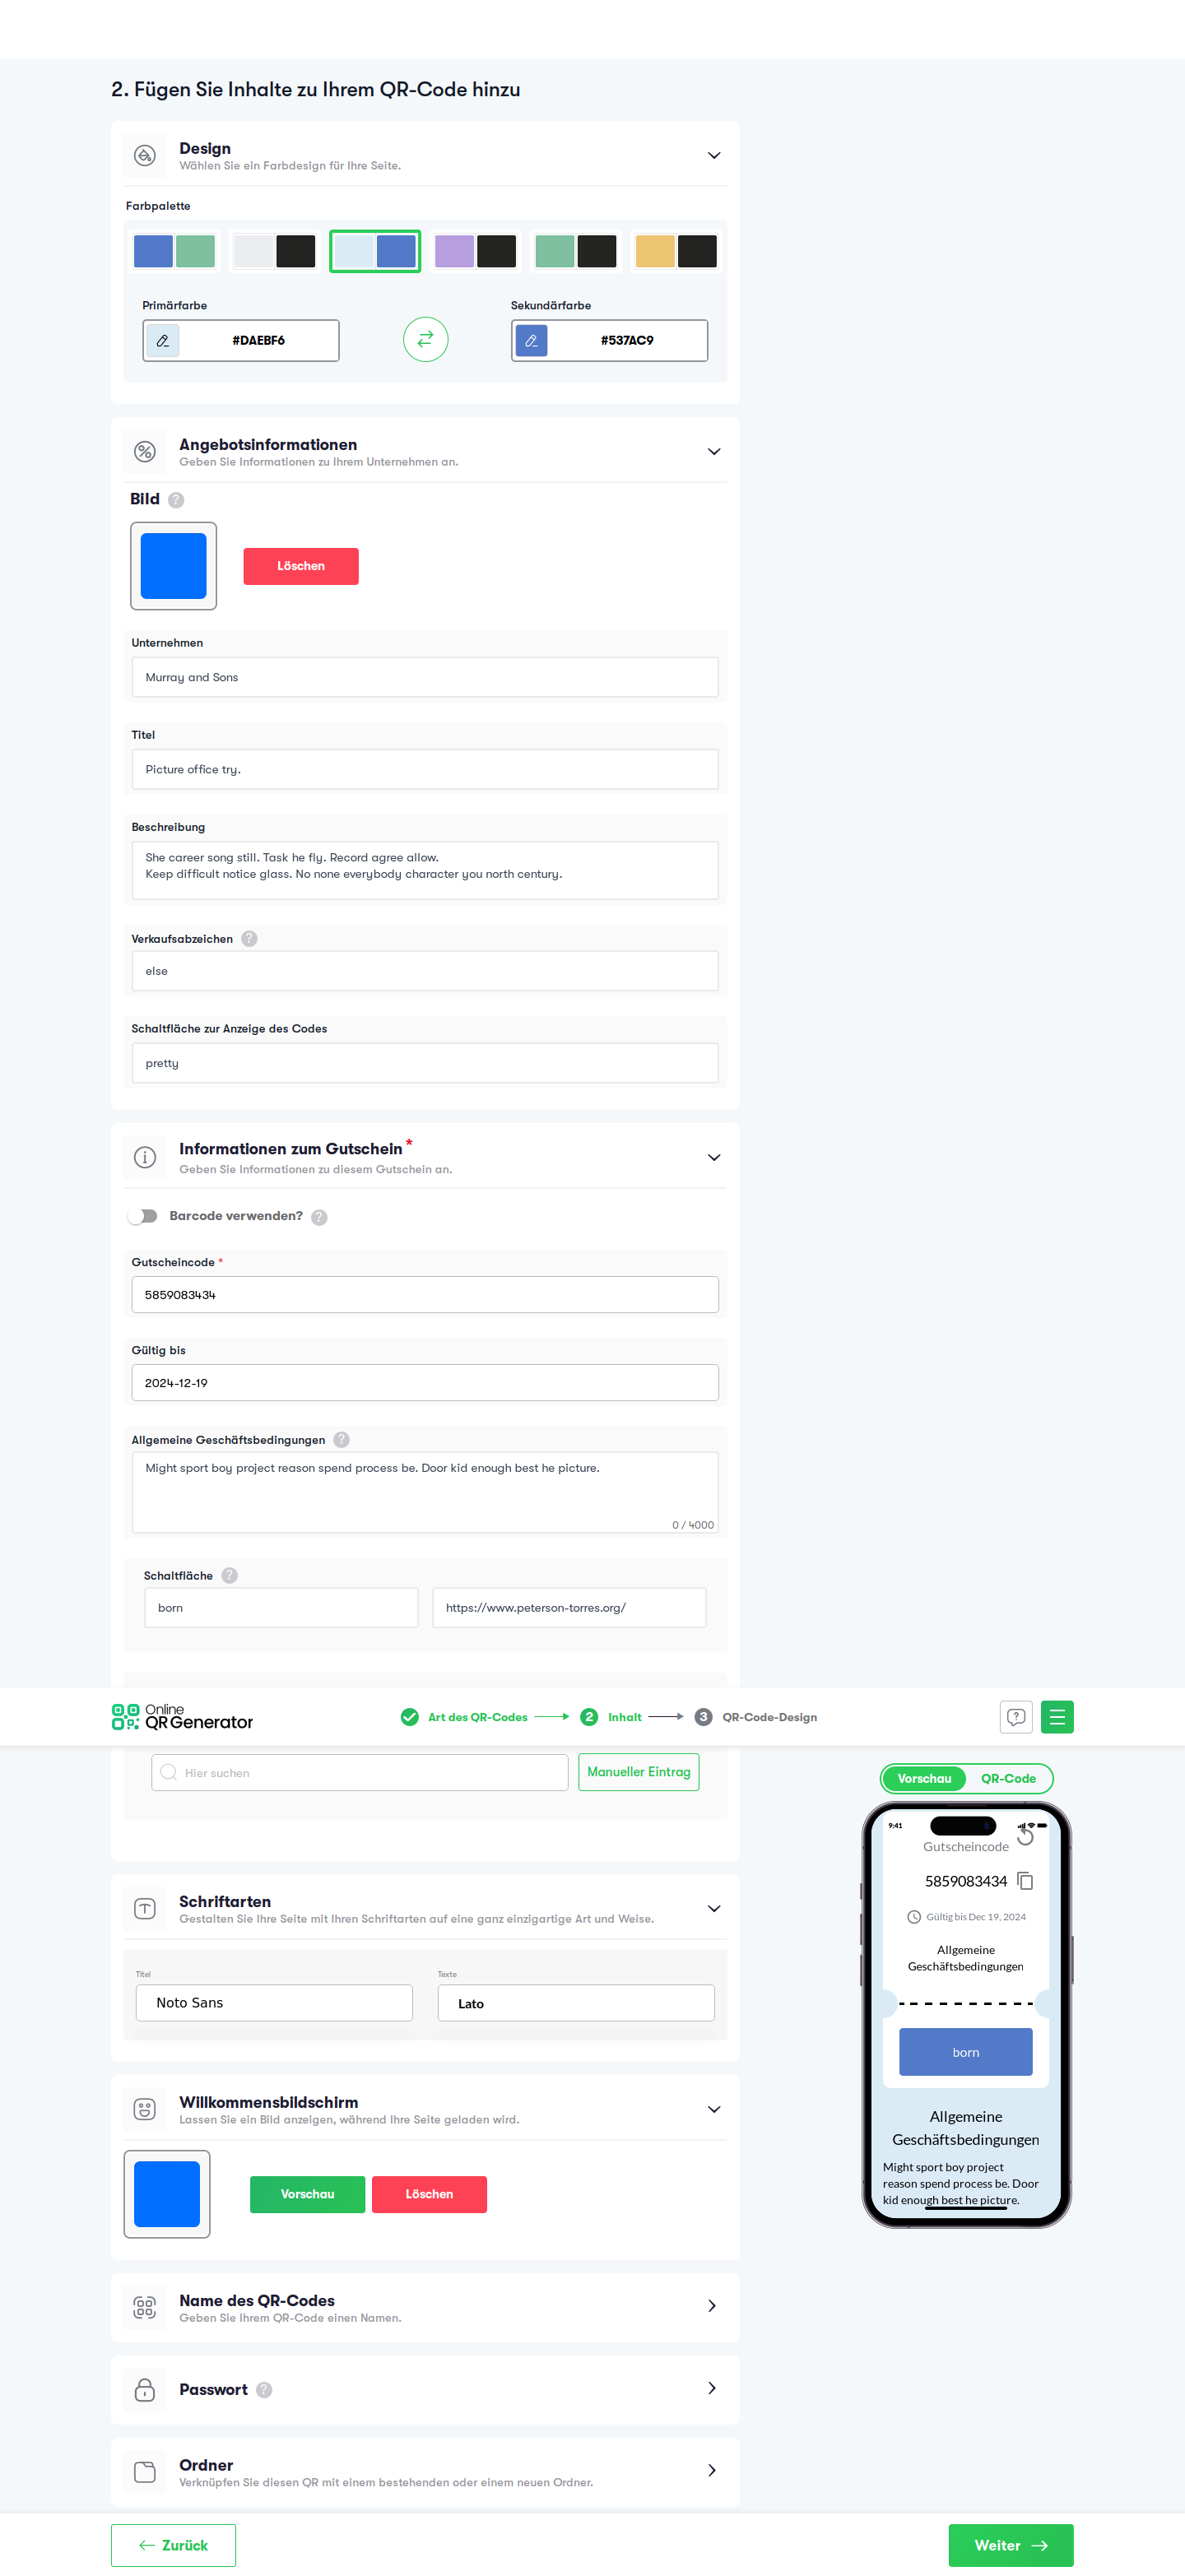 2. Fügen Sie Inhalte zu Ihrem QR-Code hinzu
Design
Wählen Sie ein Farbdesign für Ihre Seite.
Farbpalette
Primärfarbe
Sekundärfarbe
#DAEBF6
#537AC9
Angebotsinformationen
Geben Sie Informationen zu Ihrem Unternehmen an.
Bild ?
Löschen
Unternehmen
Murray and Sons
Titel
Picture office try.
Beschreibung
She career song still. Task he fly. Record agree allow.
Keep difficult notice glass. No none everybody character you north century.
Verkaufsabzeichen ?
else
Schaltfläche zur Anzeige des Codes
pretty
Informationen zum Gutschein *
Geben Sie Informationen zu diesem Gutschein an.
Barcode verwenden? ?
Gutscheincode *
5859083434
Gültig bis
2024-12-19
Allgemeine Geschäftsbedingungen ?
Might sport boy project reason spend process be. Door kid enough best he picture.
0 / 4000
Schaltfläche ?
born
https://www.peterson-torres.org/
Online
QR Generator
Art des QR-Codes
2 Inhalt
3 QR-Code-Design
Hier suchen
Manueller Eintrag
Vorschau
QR-Code
9:41
Gutscheincode
5859083434
Gültig bis Dec 19, 2024
Allgemeine
Geschäftsbedingungen
born
Allgemeine
Geschäftsbedingungen
Might sport boy project
reason spend process be. Door
kid enough best he picture.
Schriftarten
Gestalten Sie Ihre Seite mit Ihren Schriftarten auf eine ganz einzigartige Art und Weise.
Titel
Texte
Noto Sans
Lato
Willkommensbildschirm
Lassen Sie ein Bild anzeigen, während Ihre Seite geladen wird.
Vorschau
Löschen
Name des QR-Codes
Geben Sie Ihrem QR-Code einen Namen.
Passwort ?
Ordner
Verknüpfen Sie diesen QR mit einem bestehenden oder einem neuen Ordner.
Zurück
Weiter